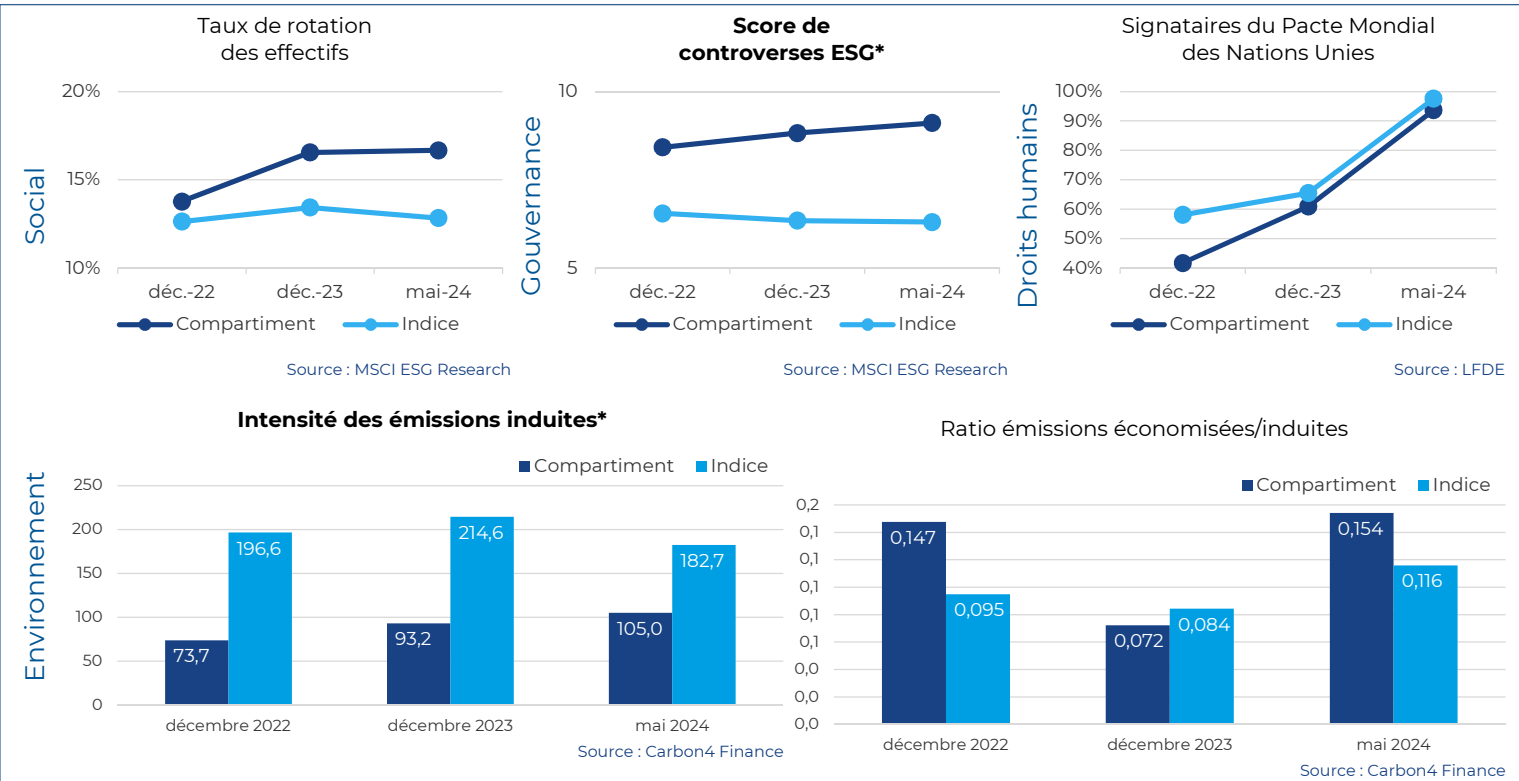 Taux de rotation
des effectifs
Social
20%
15%
10%
déc.-22 déc.-23 mai-24
Compartiment Indice
Source : MSCI ESG Research
Score de
controverses ESG*
Gouvernance
10
5
déc.-22 déc.-23 mai-24
Compartiment Indice
Source : MSCI ESG Research
Signataires du Pacte Mondial
des Nations Unies
Droits humains
100%
90%
80%
70%
60%
50%
40%
déc.-22 déc.-23 mai-24
Compartiment Indice
Source : LFDE
Intensité des émissions induites*
Environnement
Compartiment Indice
250
200
150
100
50
0
73,7 196,6 93,2 214,6 105,0 182,7
décembre 2022 décembre 2023 mai 2024
Source : Carbon4 Finance
Ratio émissions économisées/induites
Compartiment Indice
0,2
0,1
0,1
0,1
0,1
0,1
0,0
0,0
0,0
0,147 0,095 0,072 0,084 0,154 0,116
décembre 2022 décembre 2023 mai 2024
Source : Carbon4 Finance